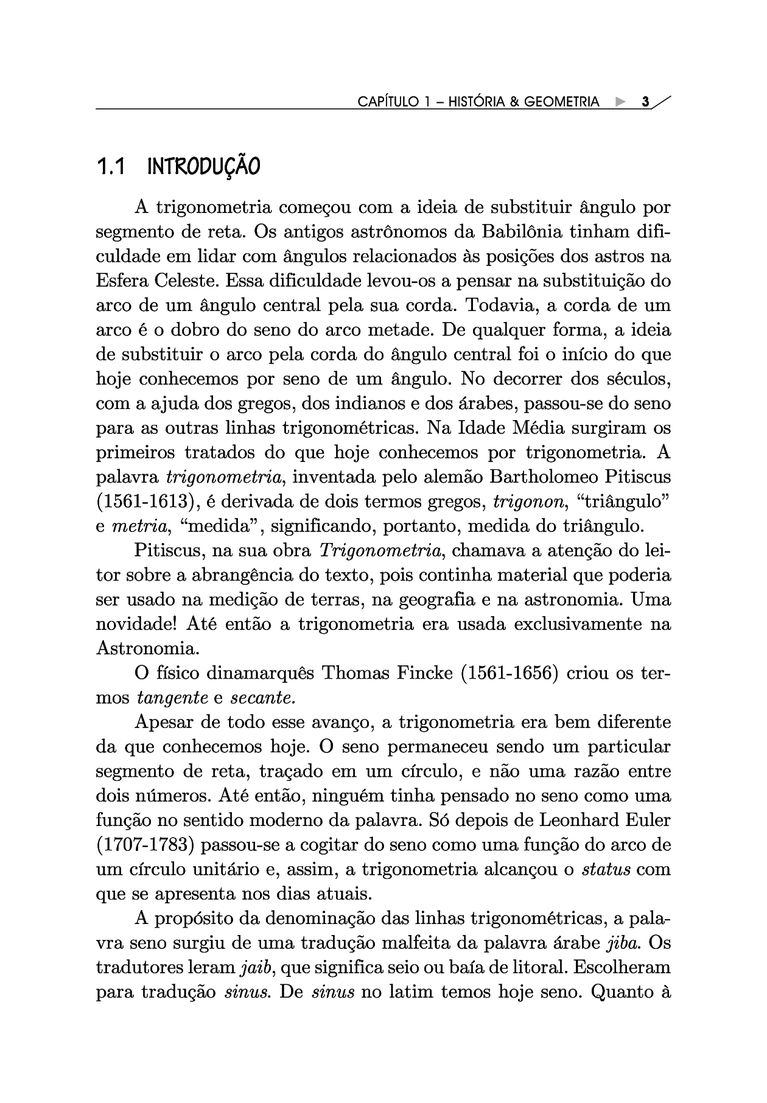 CAPÍTULO 1 – HISTÓRIA & GEOMETRIA ► 3
1.1 INTRODUÇÃO
A trigonometria começou com a ideia de substituir ângulo por
segmento de reta. Os antigos astrônomos da Babilônia tinham difi-
culdade em lidar com ângulos relacionados às posições dos astros na
Esfera Celeste. Essa dificuldade levou-os a pensar na substituição do
arco de um ângulo central pela sua corda. Todavia, a corda de um
arco é o dobro do seno do arco metade. De qualquer forma, a ideia
de substituir o arco pela corda do ângulo central foi o início do que
hoje conhecemos por seno de um ângulo. No decorrer dos séculos,
com a ajuda dos gregos, dos indianos e dos árabes, passou-se do seno
para as outras linhas trigonométricas. Na Idade Média surgiram os
primeiros tratados do que hoje conhecemos por trigonometria. A
palavra trigonometria, inventada pelo alemão Bartholomeo Pitiscus
(1561-1613), é derivada de dois termos gregos, trigonon, “triângulo”
e metria, “medida”, significando, portanto, medida do triângulo.
Pitiscus, na sua obra Trigonometria, chamava a atenção do lei-
tor sobre a abrangência do texto, pois continha material que poderia
ser usado na medição de terras, na geografia e na astronomia. Uma
novidade! Até então a trigonometria era usada exclusivamente na
Astronomia.
O físico dinamarquês Thomas Fincke (1561-1656) criou os ter-
mos tangente e secante.
Apesar de todo esse avanço, a trigonometria era bem diferente
da que conhecemos hoje. O seno permaneceu sendo um particular
segmento de reta, traçado em um círculo, e não uma razão entre
dois números. Até então, ninguém tinha pensado no seno como uma
função no sentido moderno da palavra. Só depois de Leonhard Euler
(1707-1783) passou-se a cogitar do seno como uma função do arco de
um círculo unitário e, assim, a trigonometria alcançou o status com
que se apresenta nos dias atuais.
A propósito da denominação das linhas trigonométricas, a pala-
vra seno surgiu de uma tradução malfeita da palavra árabe jiba. Os
tradutores leram jaib, que significa seio ou baía de litoral. Escolheram
para tradução sinus. De sinus no latim temos hoje seno. Quanto à